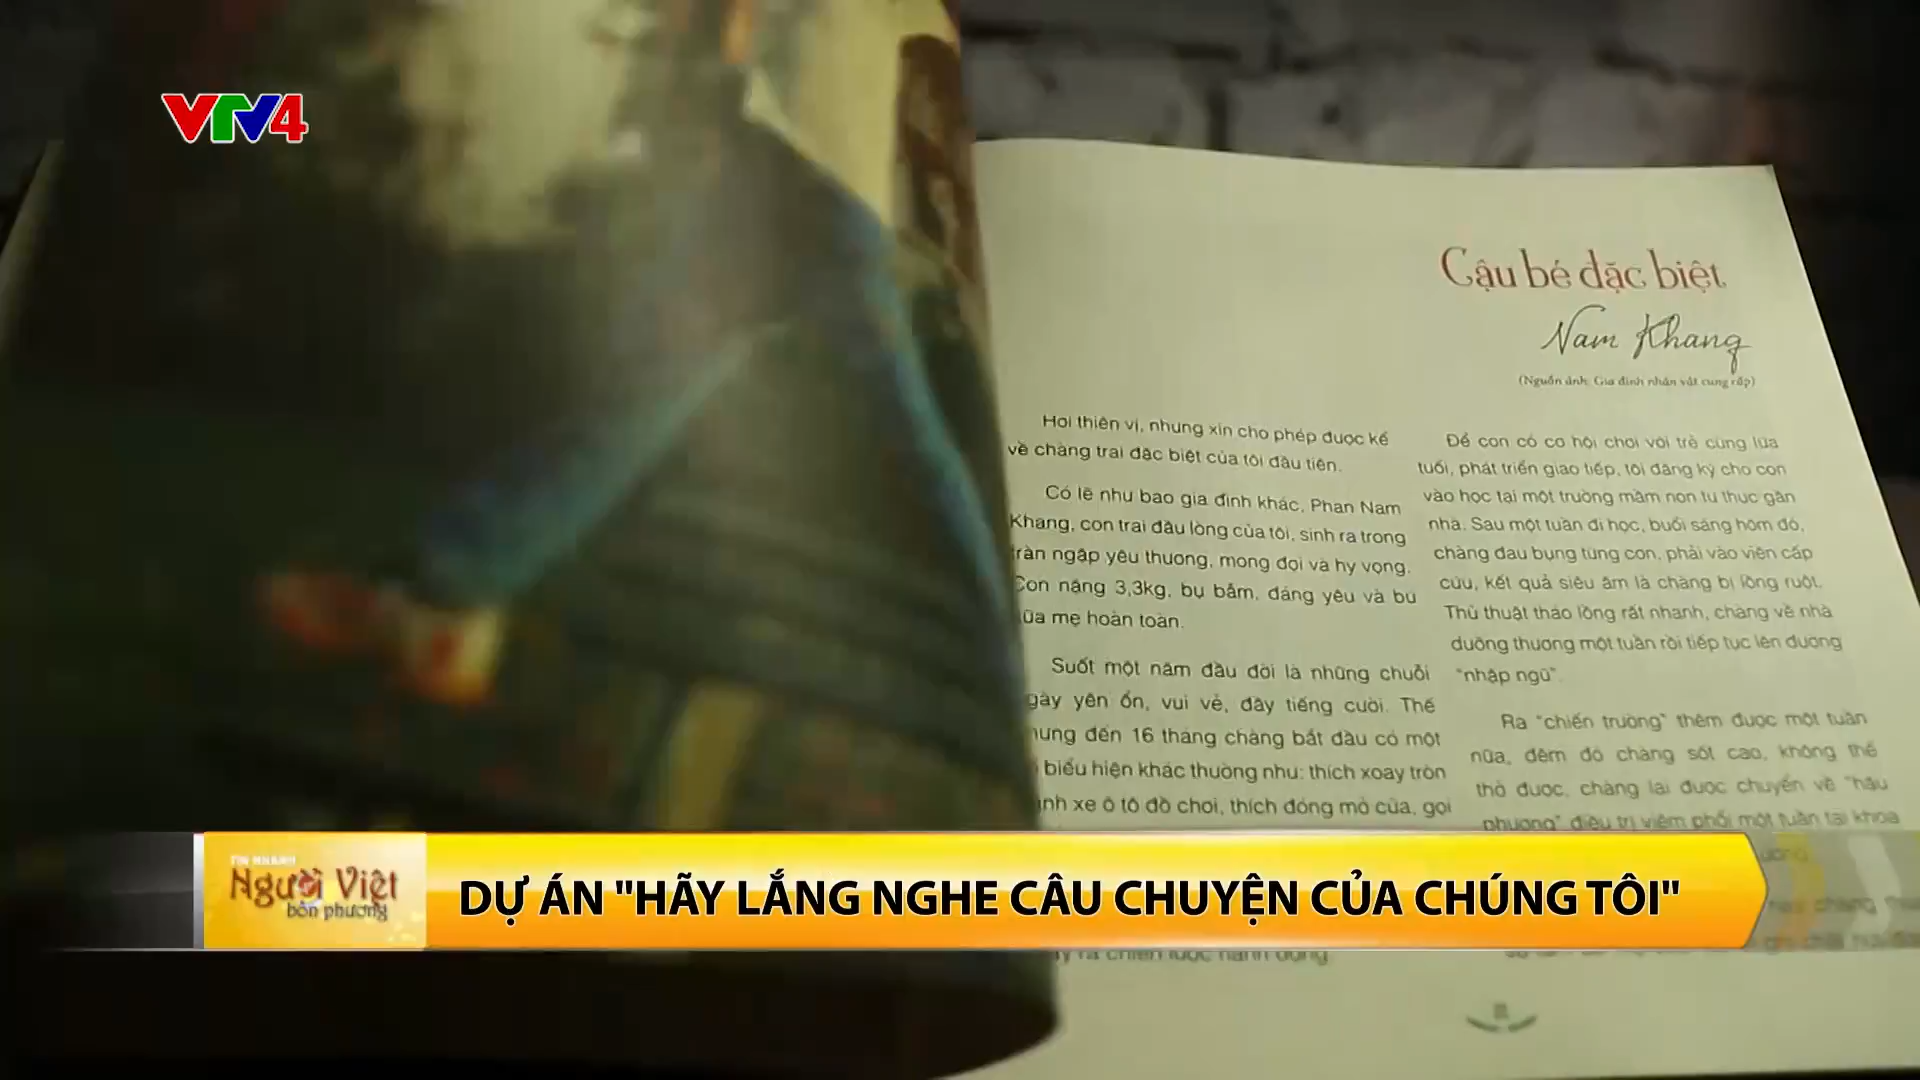 VTV4
Cậu bé đặc biệt
Nam Khang
(Nguồn ảnh: Gia đình nhân vật cung cấp)
Hơi thiên vị, nhưng xin cho phép được kể
về chàng trai đặc biệt của tôi đầu tiên.
Có lẽ như bao gia đình khác, Phan Nam
Khang, con trai đầu lòng của tôi, sinh ra trong
tràn ngập yêu thương, mong đợi và hy vọng.
Con nặng 3,3kg, bụ bẫm, đáng yêu và bú
mẹ hoàn toàn.
Suốt một năm đầu đời là những chuỗi
yên ổn, vui vẻ, đầy tiếng cười. Thế
đến 16 tháng chàng bắt đầu có một
biểu hiện khác thường như: thích xoay tròn
xe ô tô đồ chơi, thích đóng mở cửa, gọi
Để con có cơ hội chơi với trẻ cùng lứa
tuổi, phát triển giao tiếp, tôi đăng ký cho con
vào học tại một trường mầm non tư thục gần
nhà. Sau một tuần đi học, buổi sáng hôm đó,
chàng đau bụng từng cơn, phải vào viện cấp
cứu, kết quả siêu âm là chàng bị lồng ruột.
Thủ thuật tháo lồng rất nhanh, chàng về nhà
dưỡng thương một tuần rồi tiếp tục lên đường
"nhập ngũ".
Ra "chiến trường" thêm được một tuần
nữa, đêm đó chàng sốt cao, không thể
thở được, chàng lại được chuyển về "hậu
phương" điều trị viêm phổi một tuần tại khoa
TIN NHANH
Người Việt
bốn phương
DỰ ÁN "HÃY LẮNG NGHE CÂU CHUYỆN CỦA CHÚNG TÔI"